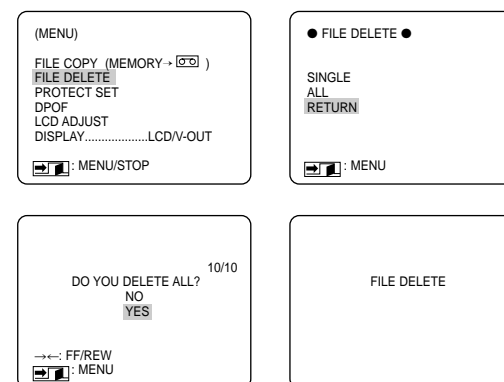 (MENU)
FILE COPY (MEMORY→ )
FILE DELETE
PROTECT SET
DPOF
LCD ADJUST
DISPLAY...................LCD/V-OUT
: MENU/STOP
● FILE DELETE ●
SINGLE
ALL
RETURN
: MENU
10/10
DO YOU DELETE ALL?
NO
YES
→←: FF/REW
: MENU
FILE DELETE